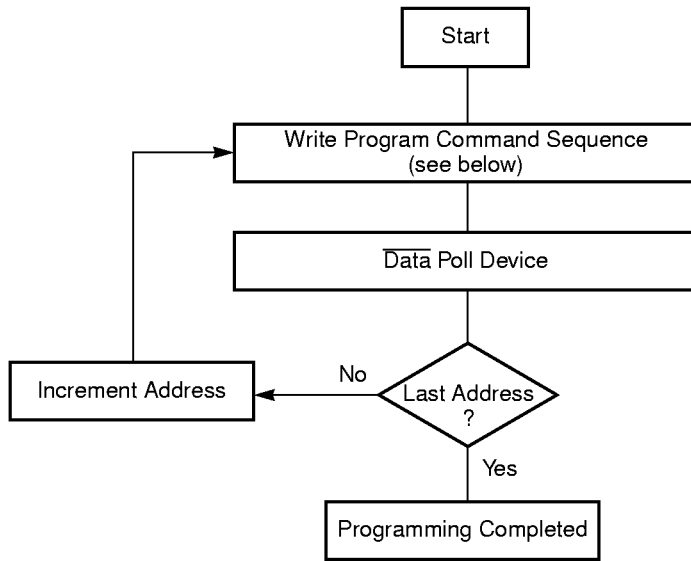 Start
Write Program Command Sequence
(see below)
Data Poll Device
Increment Address
No
Last Address
?
Yes
Programming Completed